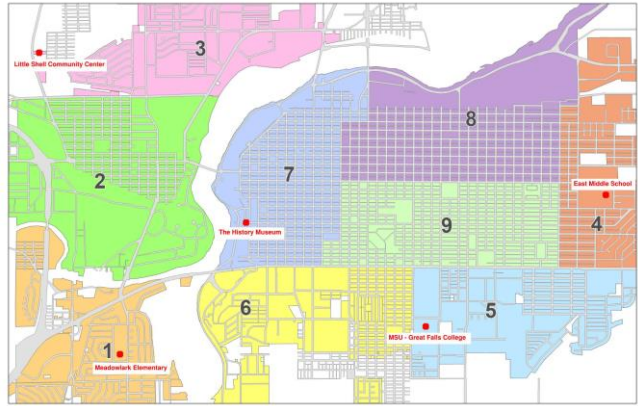 3
Little Shell Community Center
8
2
7
East Middle School
4
The History Museum
9
6
5
MSU - Great Falls College
1
Meadowlark Elementary